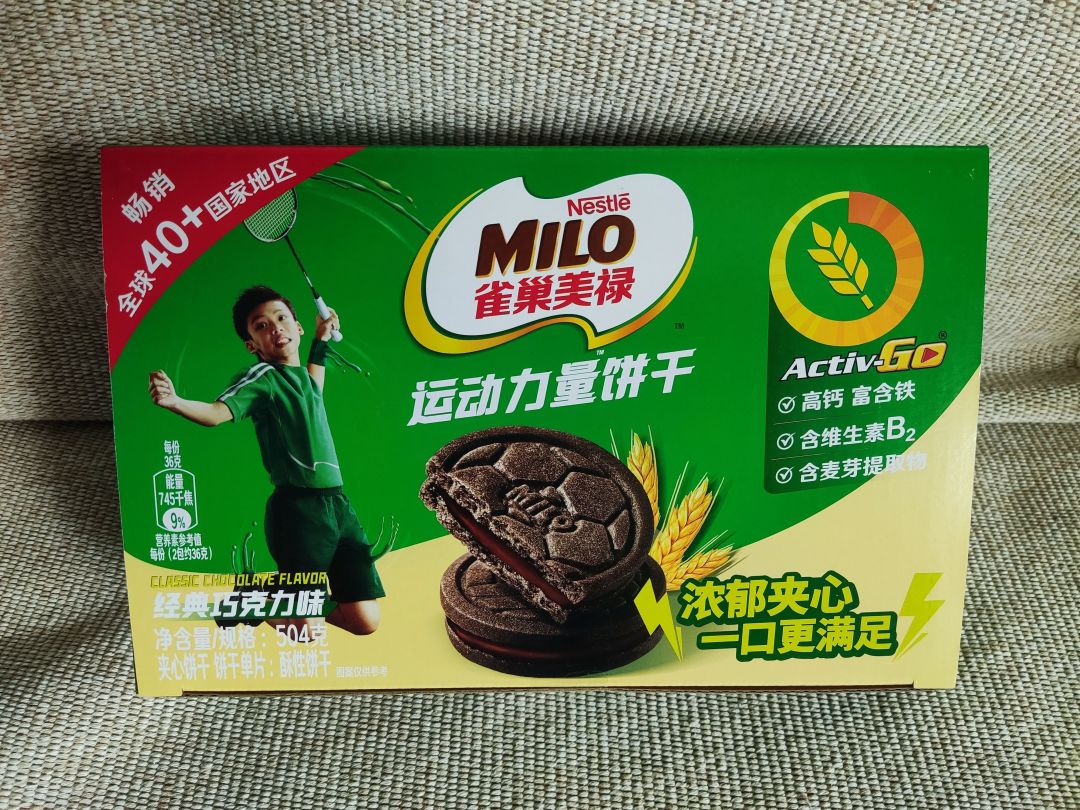 畅销
全球40+国家地区
Nestlé
MILO
雀巢美禄
TM
运动力量饼干
TM
Activ-Go®
高钙 富含铁
含维生素B₂
含麦芽提取物
每份
36克
能量
745千焦
9%
营养素参考值
每份(2包约36克)
CLASSIC CHOCOLATE FLAVOR
经典巧克力味
净含量/规格:504克
夹心饼干 饼干单片:酥性饼干
图案仅供参考
Milo
浓郁夹心
一口更满足